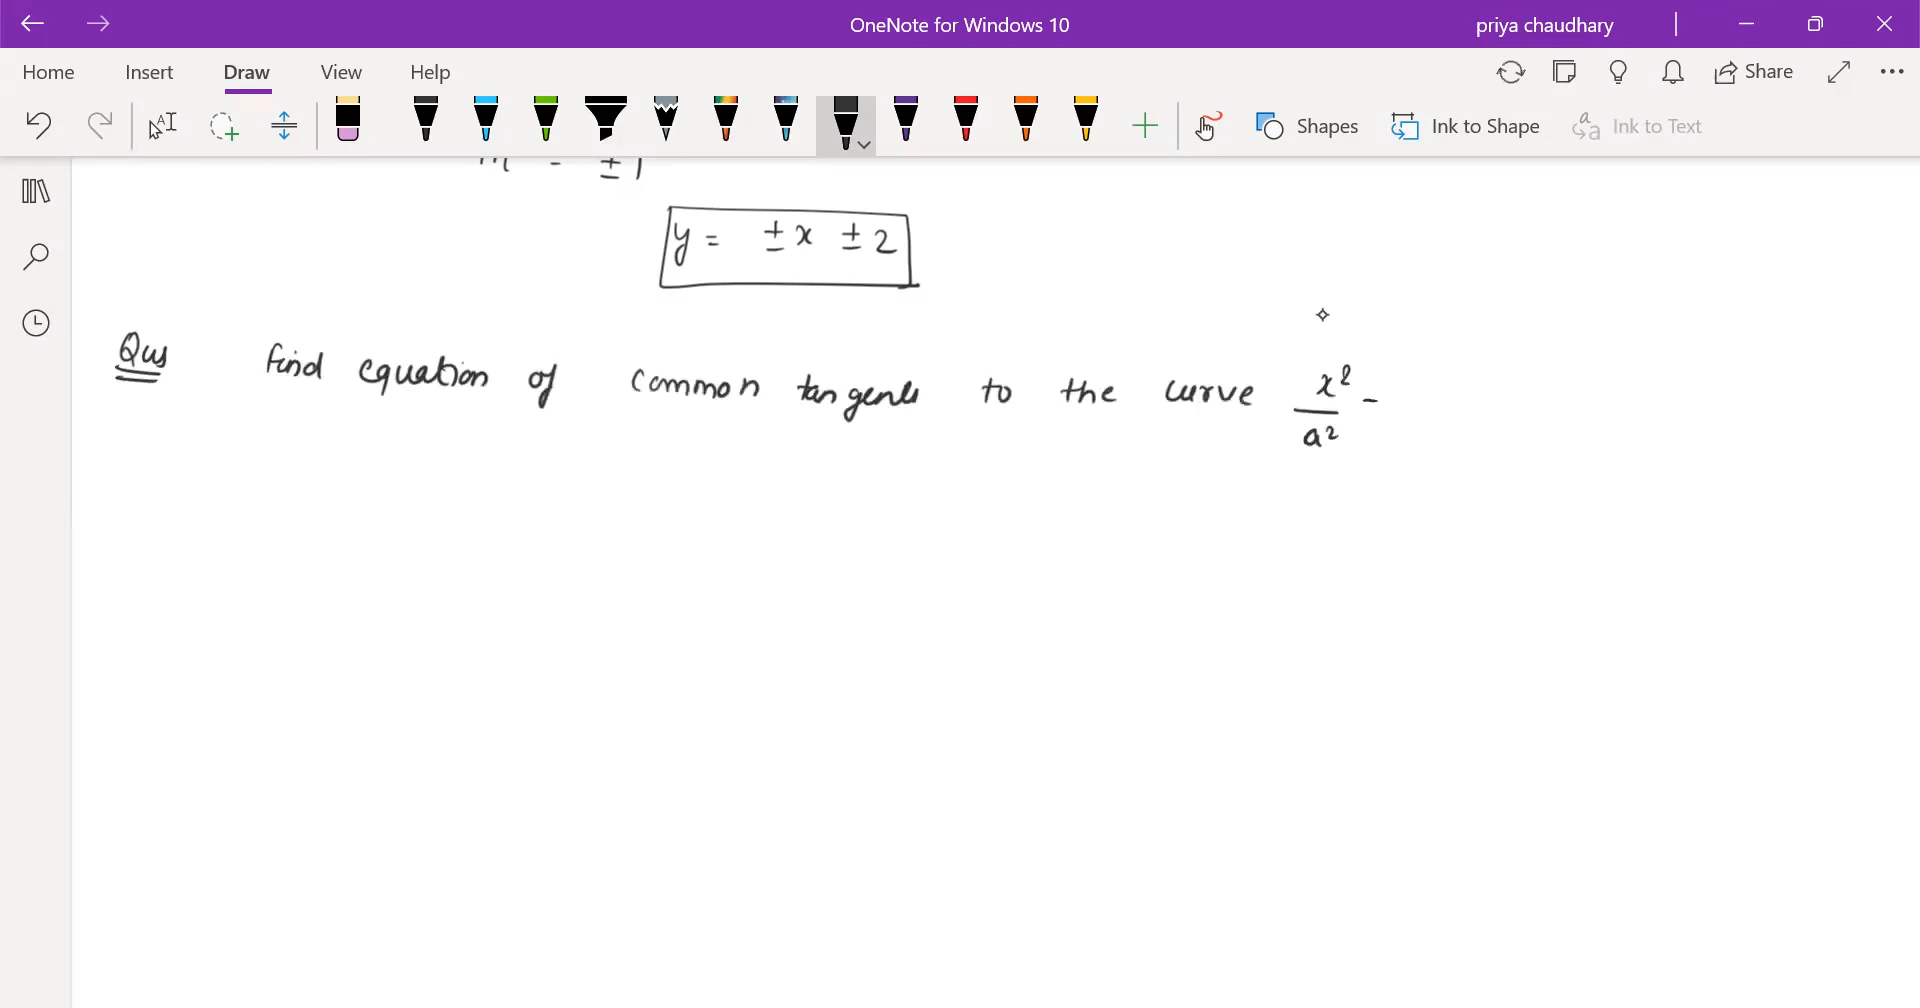 OneNote for Windows 10
priya chaudhary
Home Insert Draw View Help Share
Shapes Ink to Shape Ink to Text
m = ±1
y = ±x ±2
Qus find equation of common tangents to the curve x² -
a²